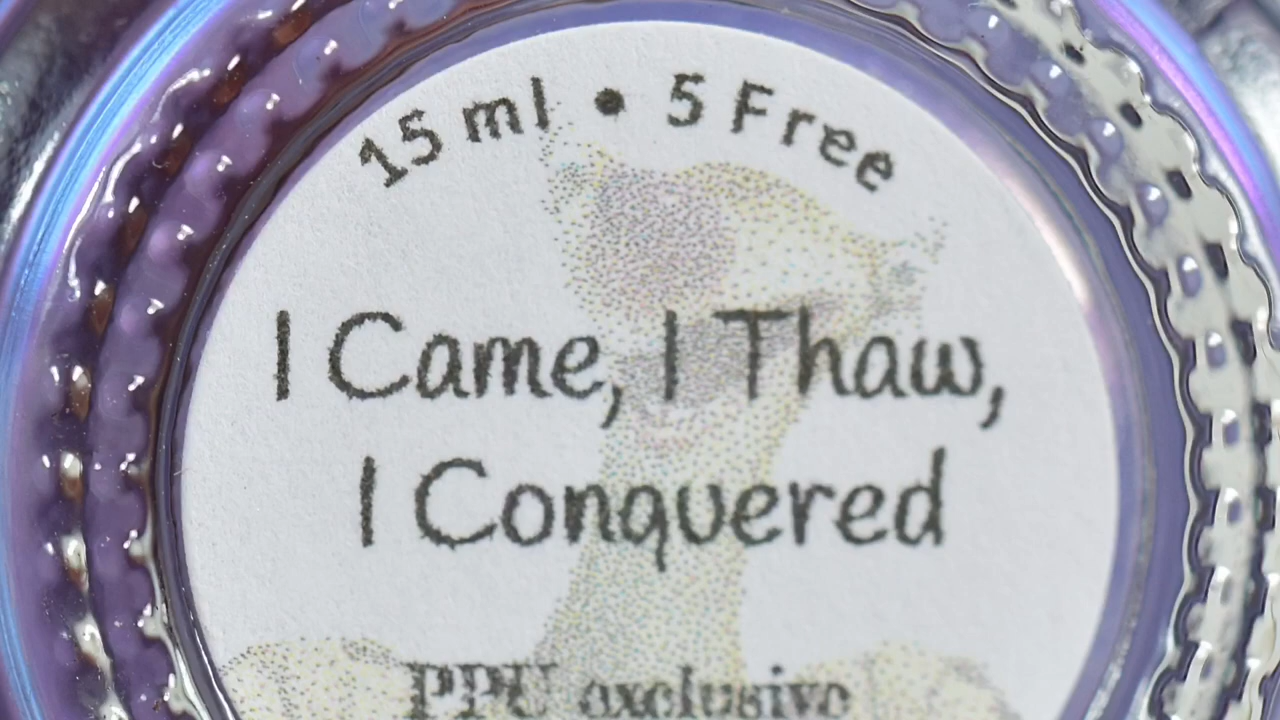 15 ml • 5 Free
I Came, I Thaw,
I Conquered
PPU exclusive